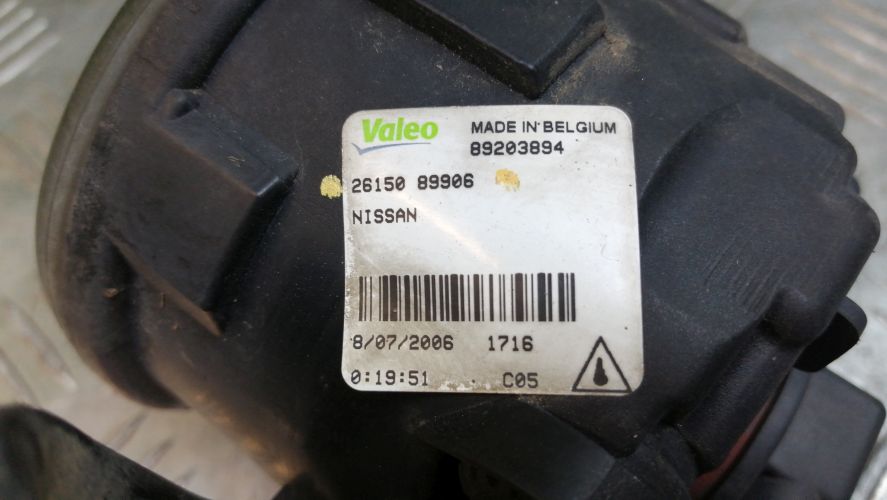 Valeo
MADE IN BELGIUM
89203894
26150 89906
NISSAN
8/07/2006 1716
0:19:51 C05